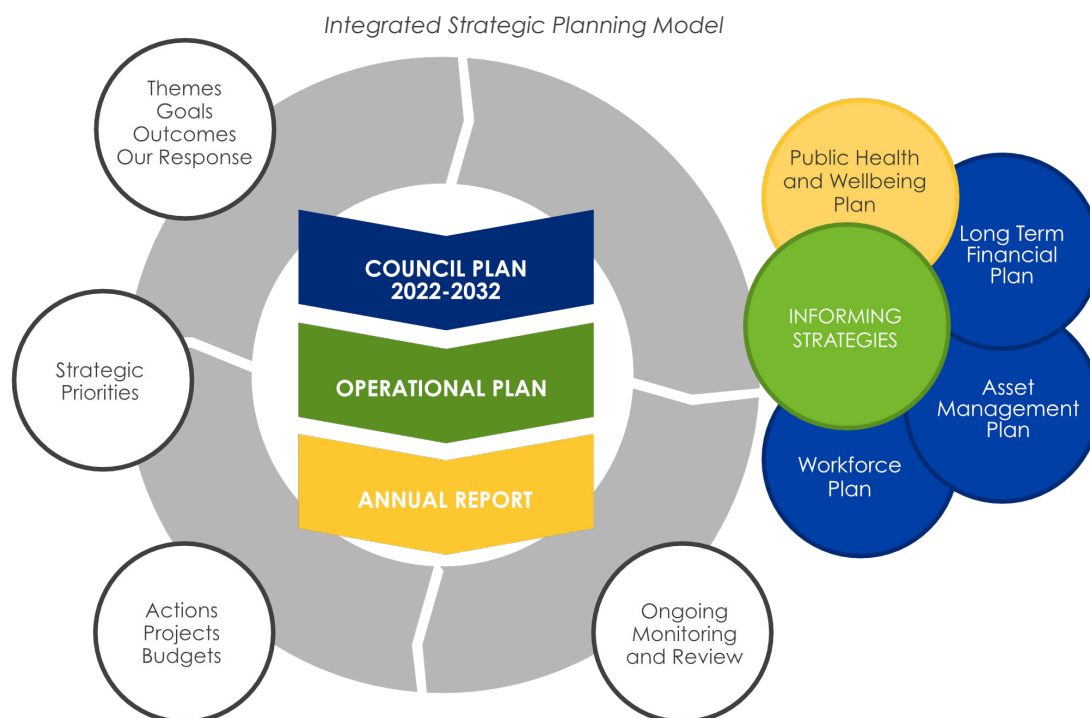 Integrated Strategic Planning Model
Themes
Goals
Outcomes
Our Response
Strategic
Priorities
Actions
Projects
Budgets
COUNCIL PLAN
2022-2032
OPERATIONAL PLAN
ANNUAL REPORT
Ongoing
Monitoring
and Review
Public Health
and Wellbeing
Plan
Long Term
Financial
Plan
INFORMING
STRATEGIES
Asset
Management
Plan
Workforce
Plan